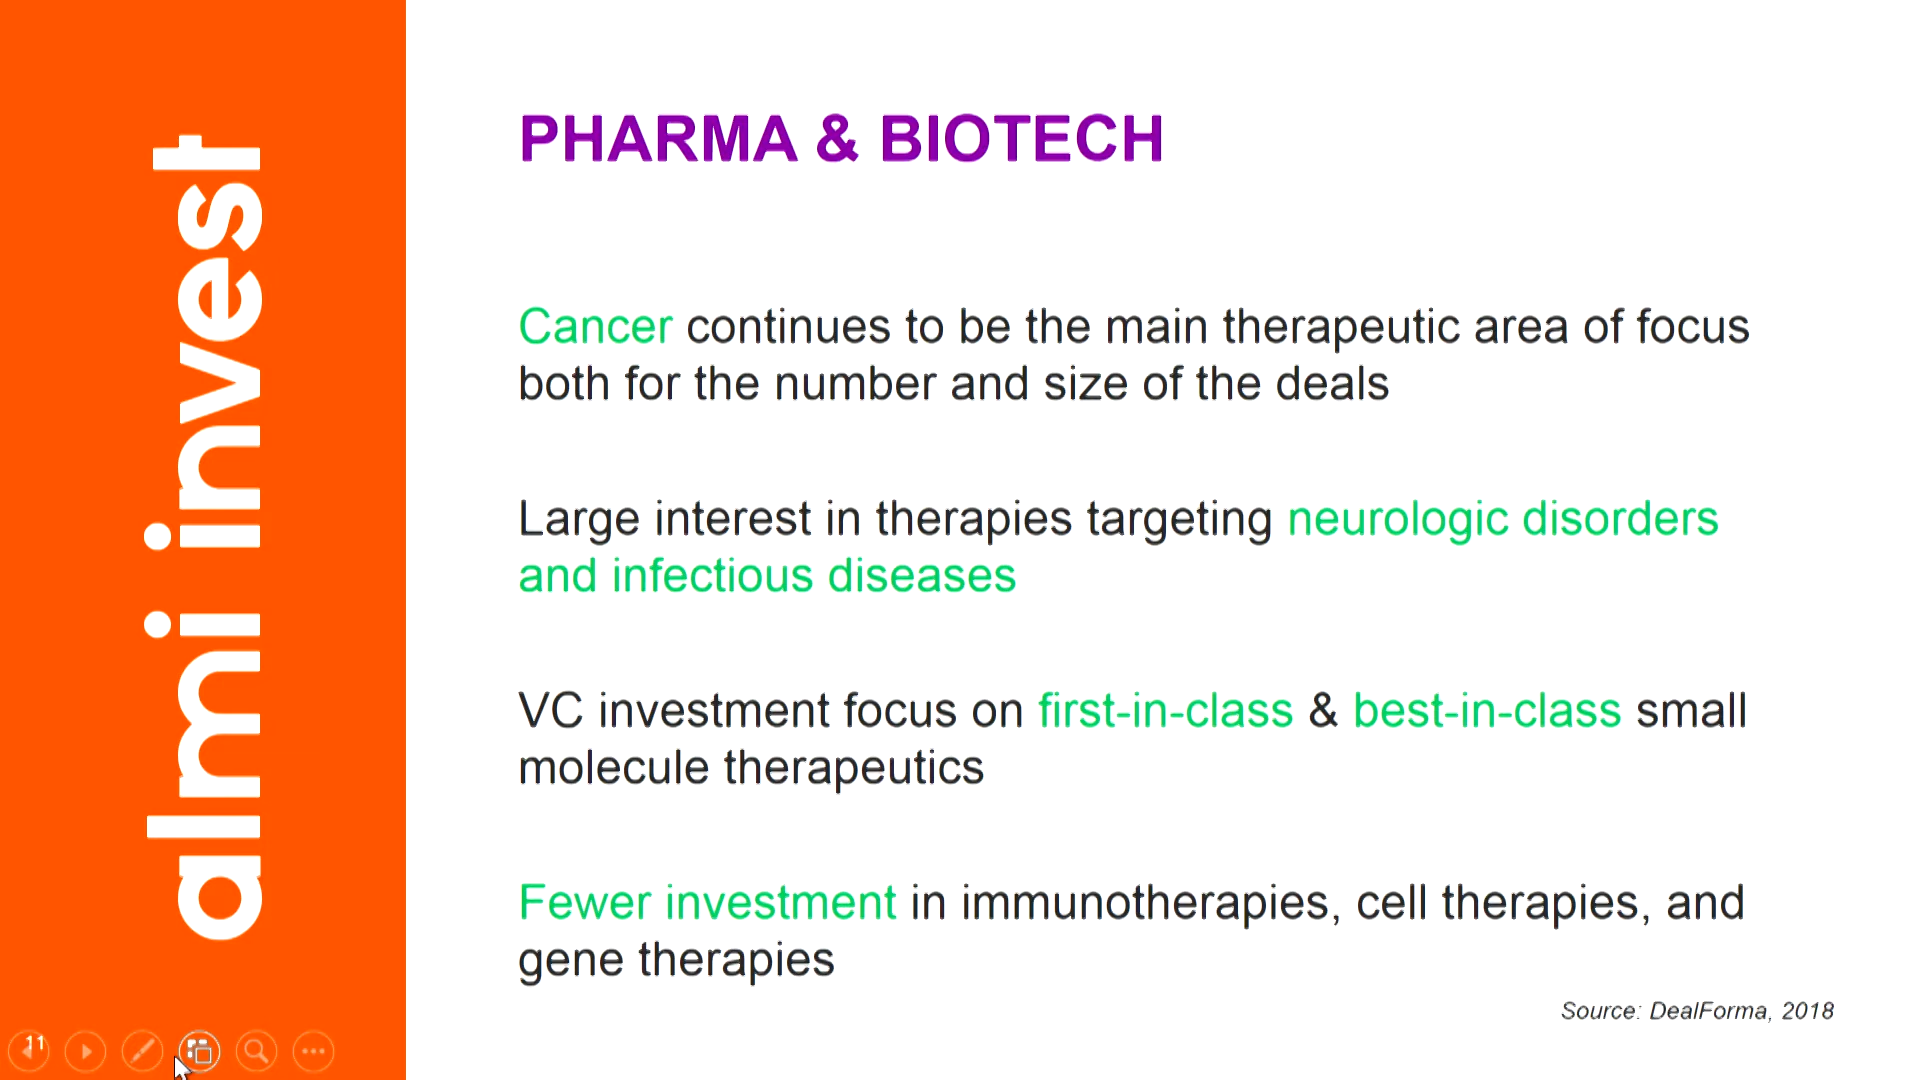 almi invest
PHARMA & BIOTECH
Cancer continues to be the main therapeutic area of focus
both for the number and size of the deals
Large interest in therapies targeting neurologic disorders
and infectious diseases
VC investment focus on first-in-class & best-in-class small
molecule therapeutics
Fewer investment in immunotherapies, cell therapies, and
gene therapies
Source: DealForma, 2018
11